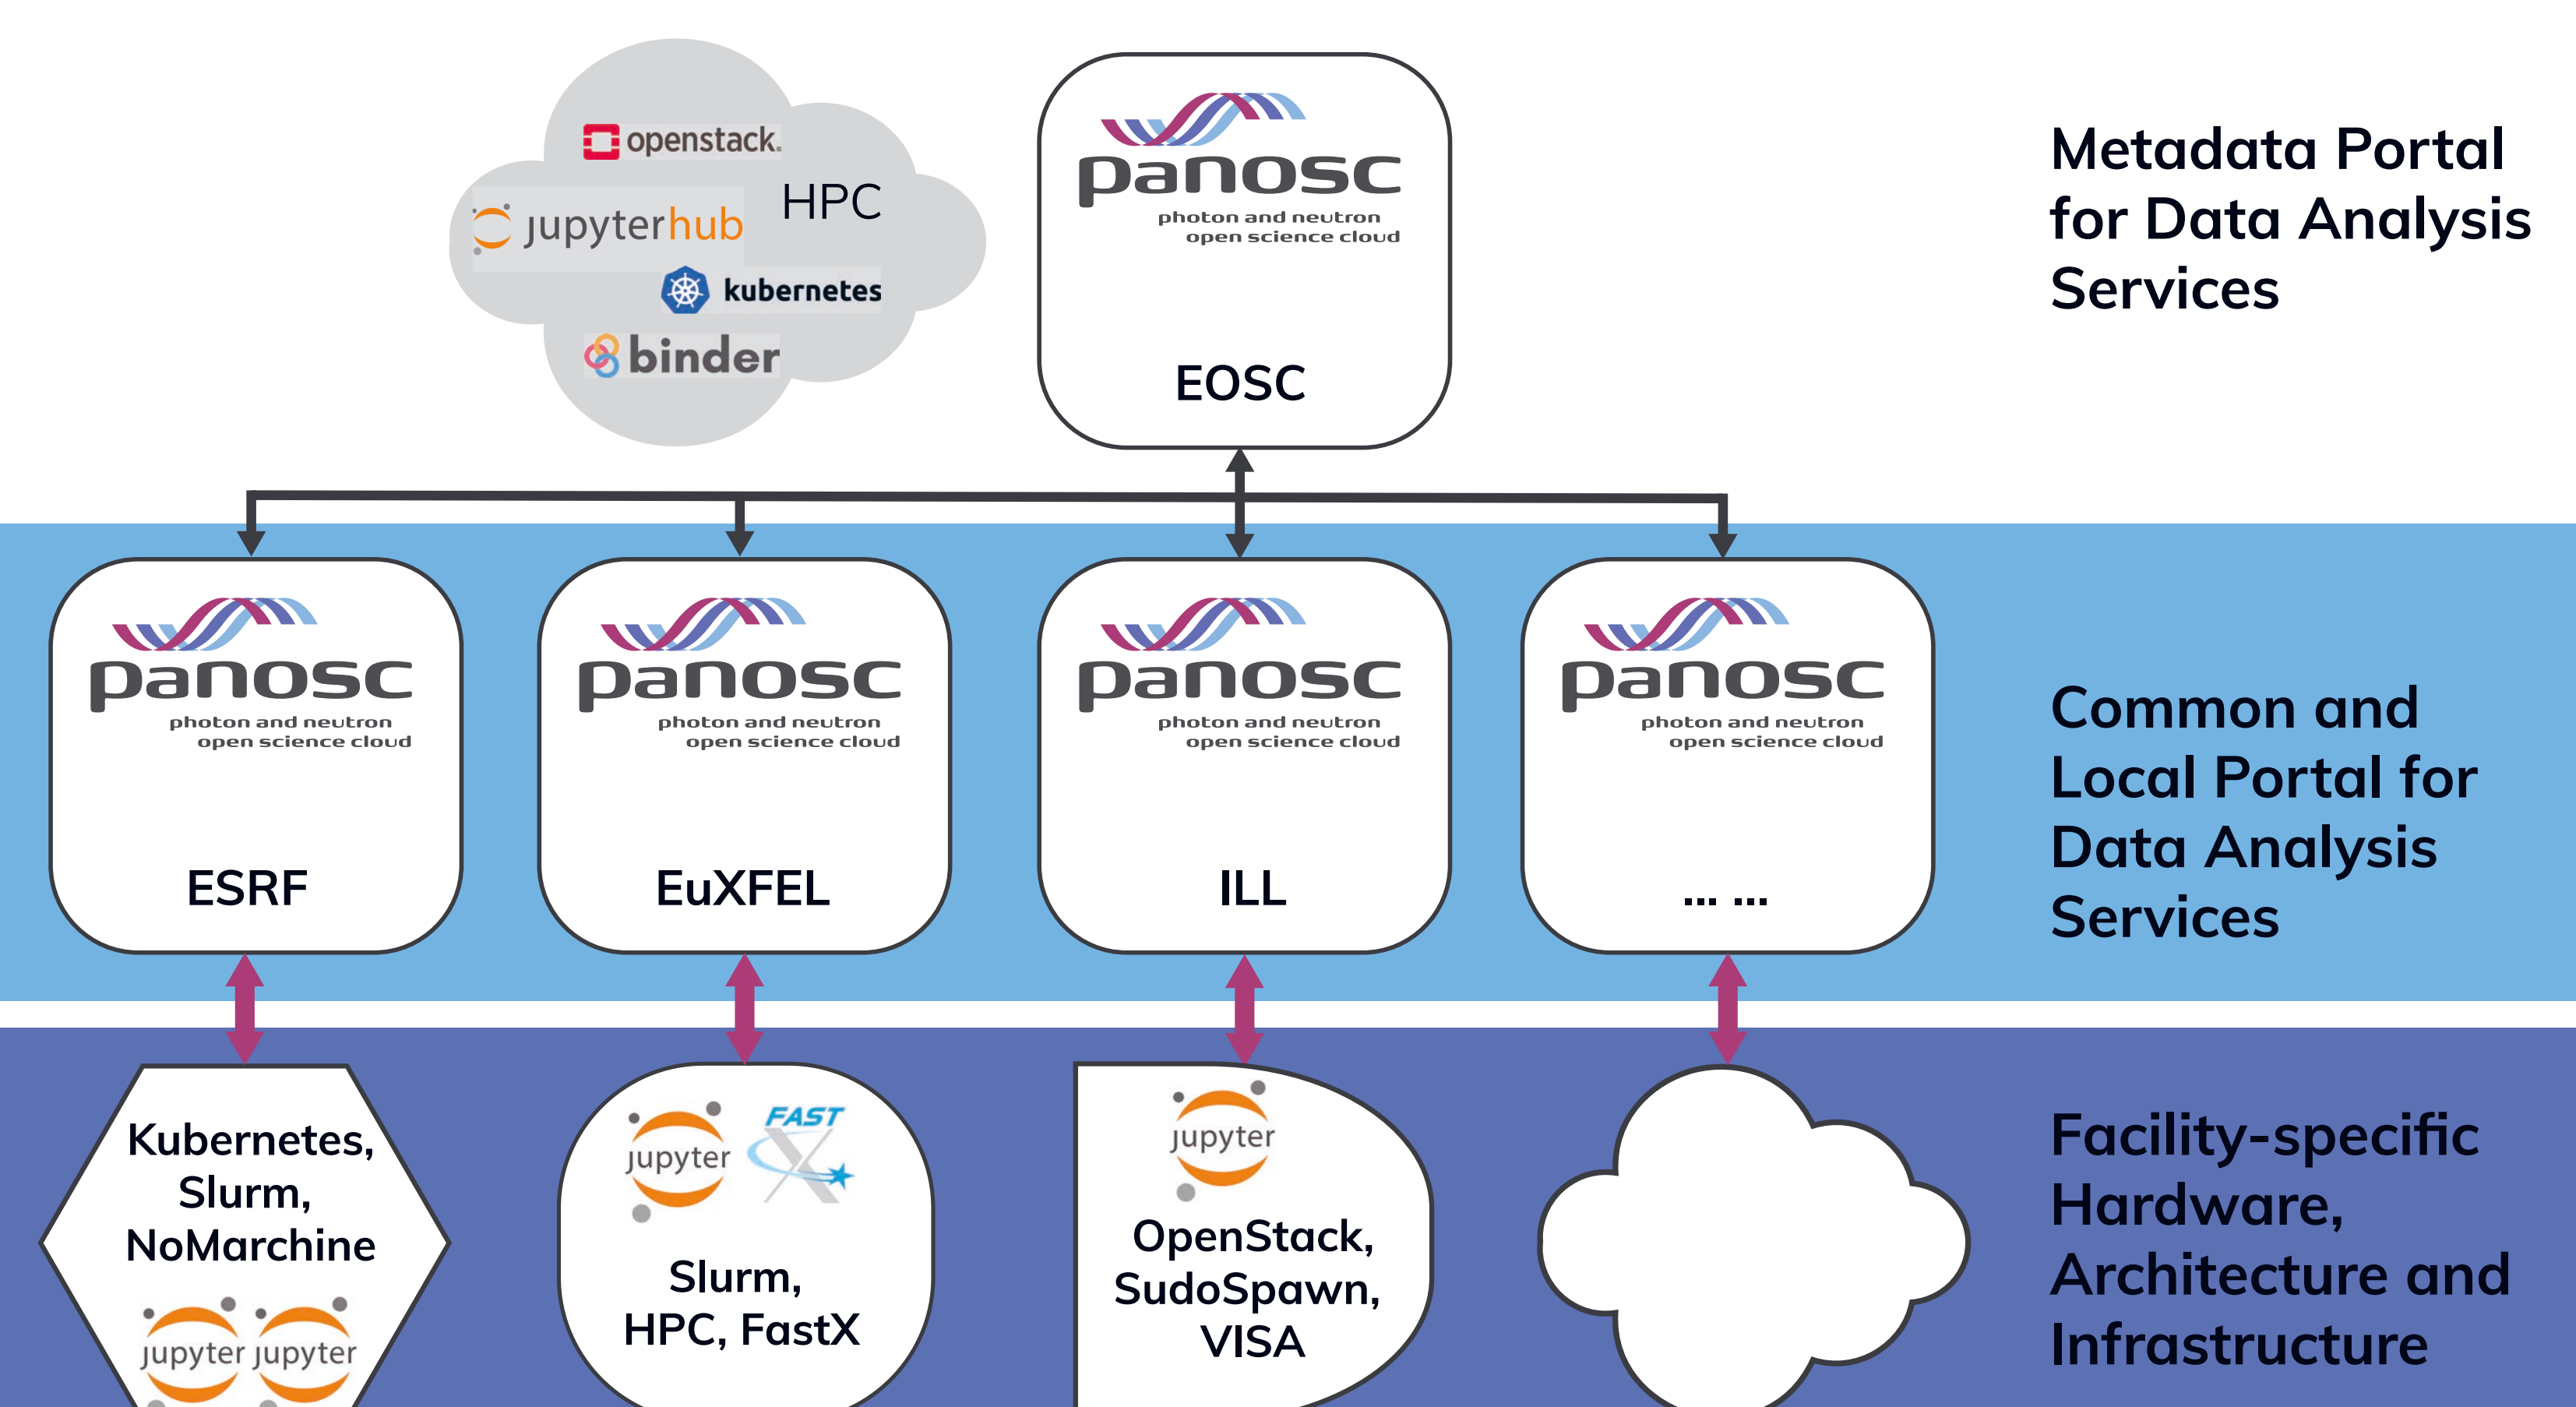 openstack.
HPC
jupyterhub
kubernetes
binder
panosc
photon and neutron
open science cloud
EOSC
Metadata Portal
for Data Analysis
Services
panosc
photon and neutron
open science cloud
ESRF
panosc
photon and neutron
open science cloud
EuXFEL
panosc
photon and neutron
open science cloud
ILL
panosc
photon and neutron
open science cloud
... ...
Common and
Local Portal for
Data Analysis
Services
Kubernetes,
Slurm,
NoMarchine
jupyter jupyter
jupyter
FAST
X
Slurm,
HPC, FastX
jupyter
OpenStack,
SudoSpawn,
VISA
Facility-specific
Hardware,
Architecture and
Infrastructure